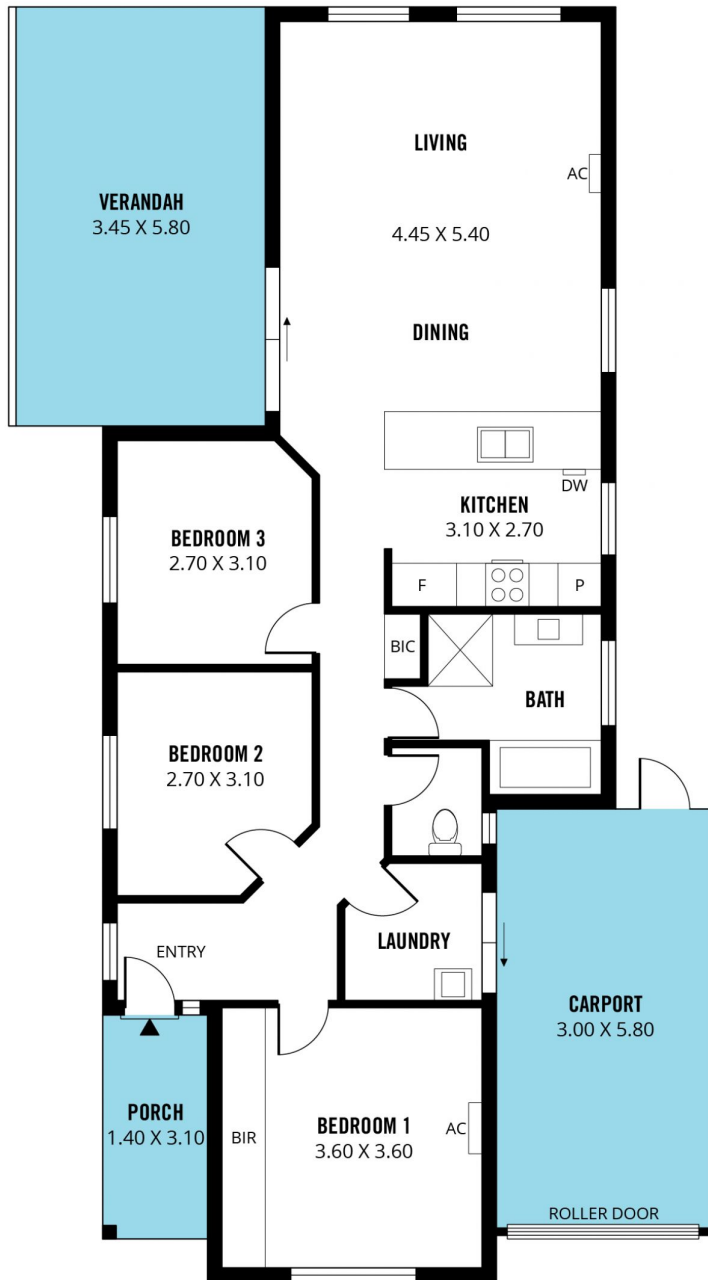 LIVING
AC
VERANDAH
3.45 X 5.80
4.45 X 5.40
DINING
DW
KITCHEN
3.10 X 2.70
BEDROOM 3
2.70 X 3.10
F
P
BIC
BATH
BEDROOM 2
2.70 X 3.10
ENTRY
LAUNDRY
CARPORT
3.00 X 5.80
PORCH
1.40 X 3.10
BIR
BEDROOM 1
3.60 X 3.60
AC
ROLLER DOOR